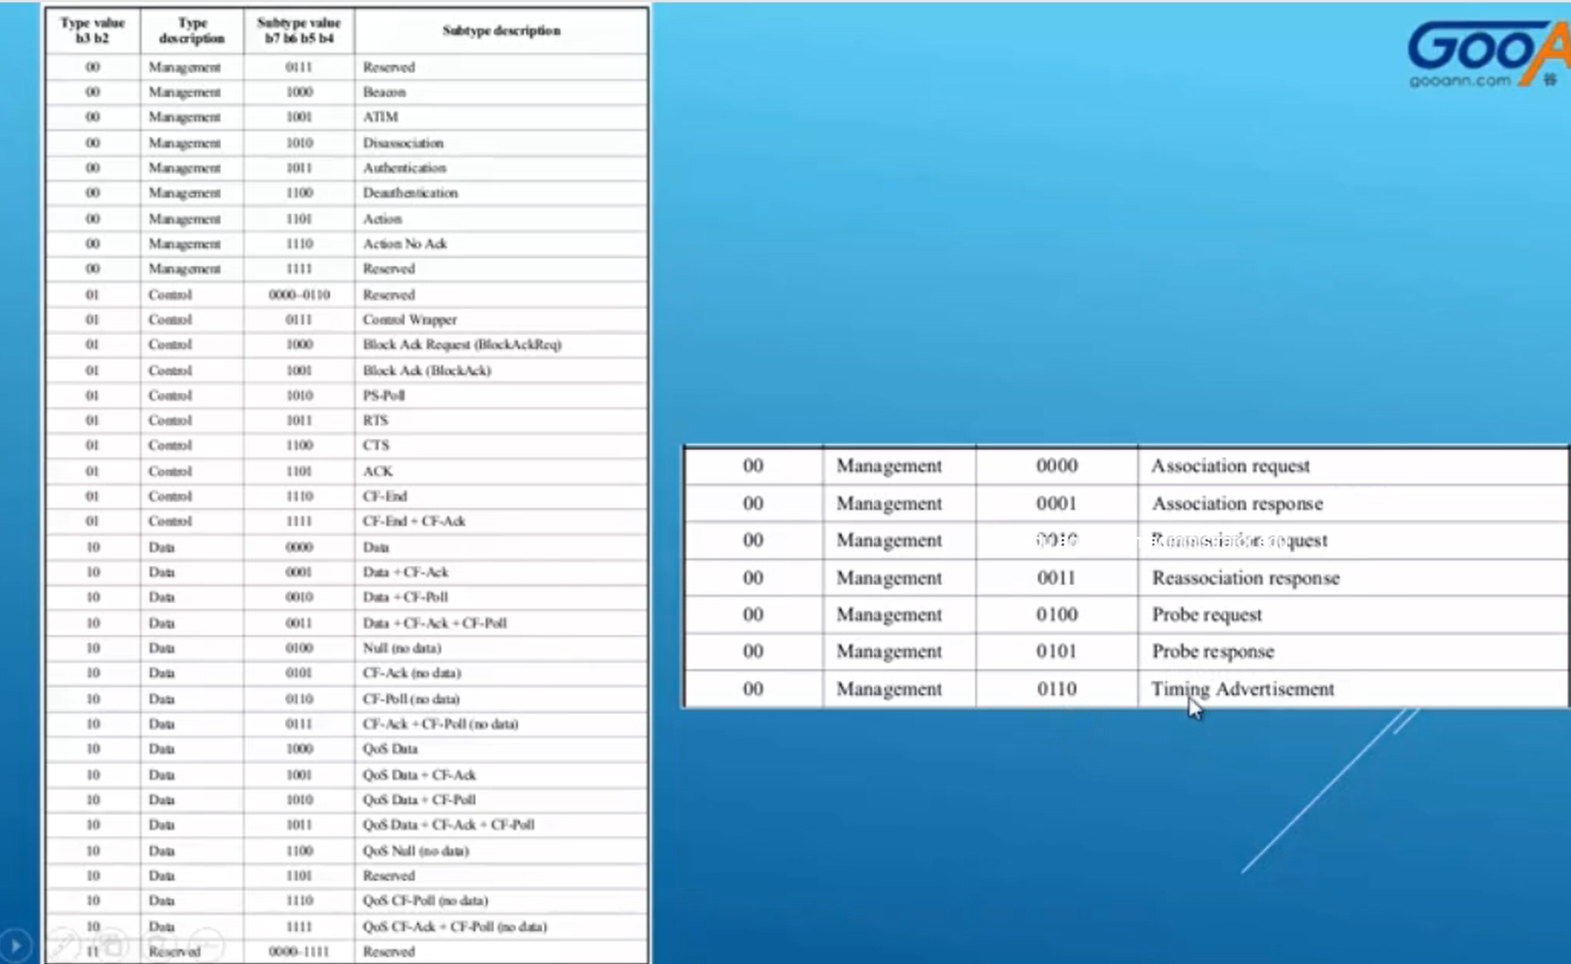 Type value b3 b2 Type description Subtype value b7 b6 b5 b4 Subtype description
00 Management 0111 Reserved
00 Management 1000 Beacon
00 Management 1001 ATIM
00 Management 1010 Disassociation
00 Management 1011 Authentication
00 Management 1100 Deauthentication
00 Management 1101 Action
00 Management 1110 Action No Ack
00 Management 1111 Reserved
01 Control 0000–0110 Reserved
01 Control 0111 Control Wrapper
01 Control 1000 Block Ack Request (BlockAckReq)
01 Control 1001 Block Ack (BlockAck)
01 Control 1010 PS-Poll
01 Control 1011 RTS
01 Control 1100 CTS
01 Control 1101 ACK
01 Control 1110 CF-End
01 Control 1111 CF-End + CF-Ack
10 Data 0000 Data
10 Data 0001 Data + CF-Ack
10 Data 0010 Data + CF-Poll
10 Data 0011 Data + CF-Ack + CF-Poll
10 Data 0100 Null (no data)
10 Data 0101 CF-Ack (no data)
10 Data 0110 CF-Poll (no data)
10 Data 0111 CF-Ack + CF-Poll (no data)
10 Data 1000 QoS Data
10 Data 1001 QoS Data + CF-Ack
10 Data 1010 QoS Data + CF-Poll
10 Data 1011 QoS Data + CF-Ack + CF-Poll
10 Data 1100 QoS Null (no data)
10 Data 1101 Reserved
10 Data 1110 QoS CF-Poll (no data)
10 Data 1111 QoS CF-Ack + CF-Poll (no data)
11 Reserved 0000–1111 Reserved
GOOA
gooann.com 谷
00 Management 0000 Association request
00 Management 0001 Association response
00 Management 0010 request
00 Management 0011 Reassociation response
00 Management 0100 Probe request
00 Management 0101 Probe response
00 Management 0110 Timing Advertisement